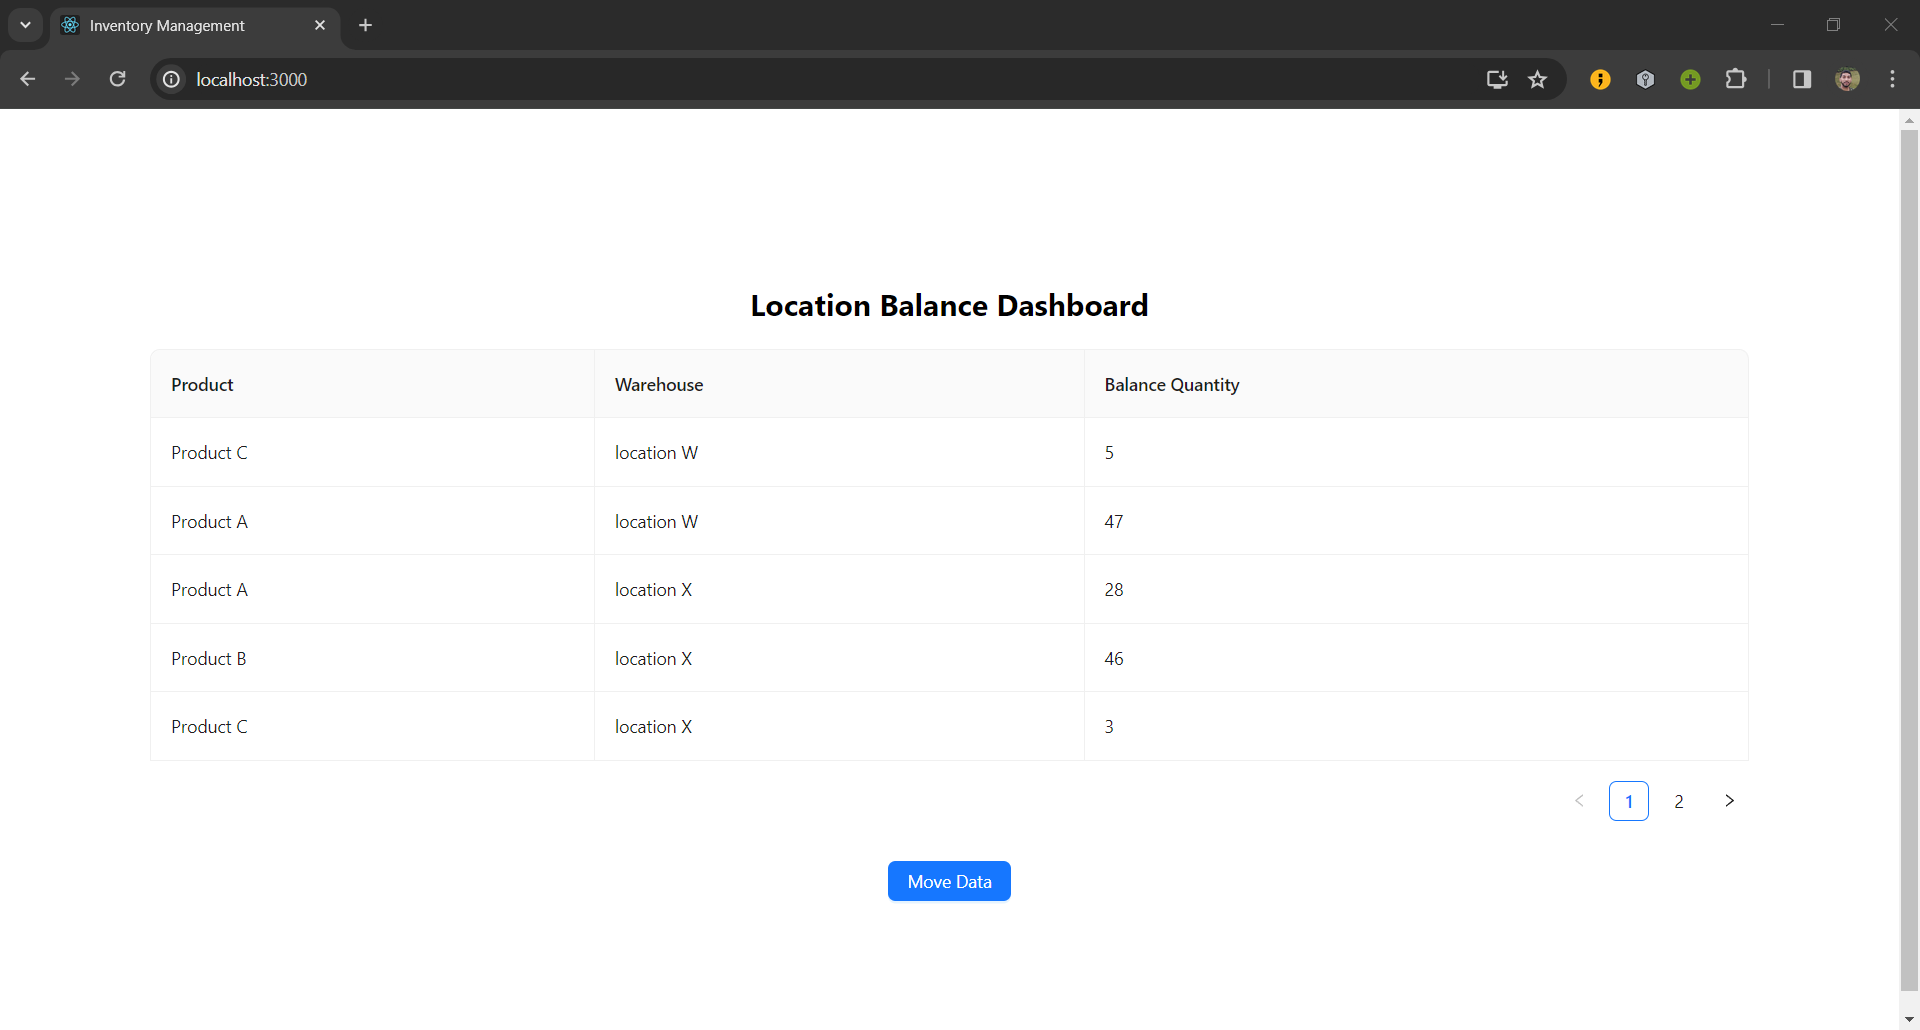 Inventory Management
localhost:3000
Location Balance Dashboard
Product Warehouse Balance Quantity
Product C location W 5
Product A location W 47
Product A location X 28
Product B location X 46
Product C location X 3
1 2
Move Data